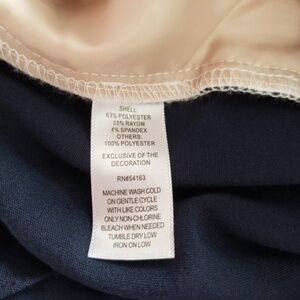 SHELL:
63% POLYESTER
33% RAYON
4% SPANDEX
OTHERS:
100% POLYESTER
EXCLUSIVE OF THE
DECORATION
RN#54163
MACHINE WASH COLD
ON GENTLE CYCLE
WITH LIKE COLORS
ONLY NON-CHLORINE
BLEACH WHEN NEEDED
TUMBLE DRY LOW
IRON ON LOW